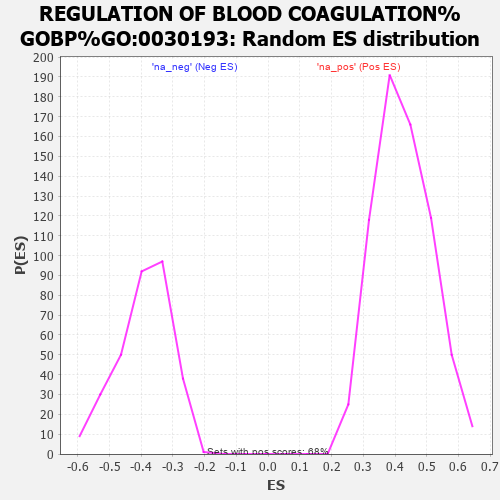 REGULATION OF BLOOD COAGULATION%
GOBP%GO:0030193: Random ES distribution
'na_neg' (Neg ES)
'na_pos' (Pos ES)
200
190
180
170
160
150
140
130
120
110
100
90
80
70
60
50
40
30
20
10
0
P(ES)
Sets with pos scores: 68%
-0.6 -0.5 -0.4 -0.3 -0.2 -0.1 0.0 0.1 0.2 0.3 0.4 0.5 0.6 0.7
ES